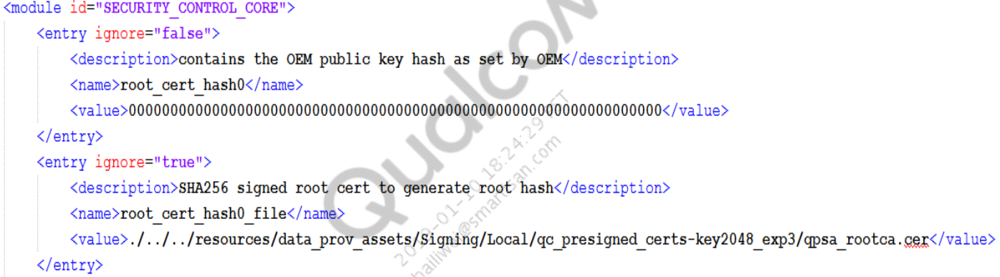 <module id="SECURITY_CONTROL_CORE">
<entry ignore="false">
<description>contains the OEM public key hash as set by OEM</description>
<name>root_cert_hash0</name>
<value>0000000000000000000000000000000000000000000000000000000000000000</value>
</entry>
<entry ignore="true">
<description>SHA256 signed root cert to generate root hash</description>
<name>root_cert_hash0_file</name>
<value>./../../resources/data_prov_assets/Signing/Local/qc_presigned_certs-key2048_exp3/qpsa_rootca.cer</value>
</entry>